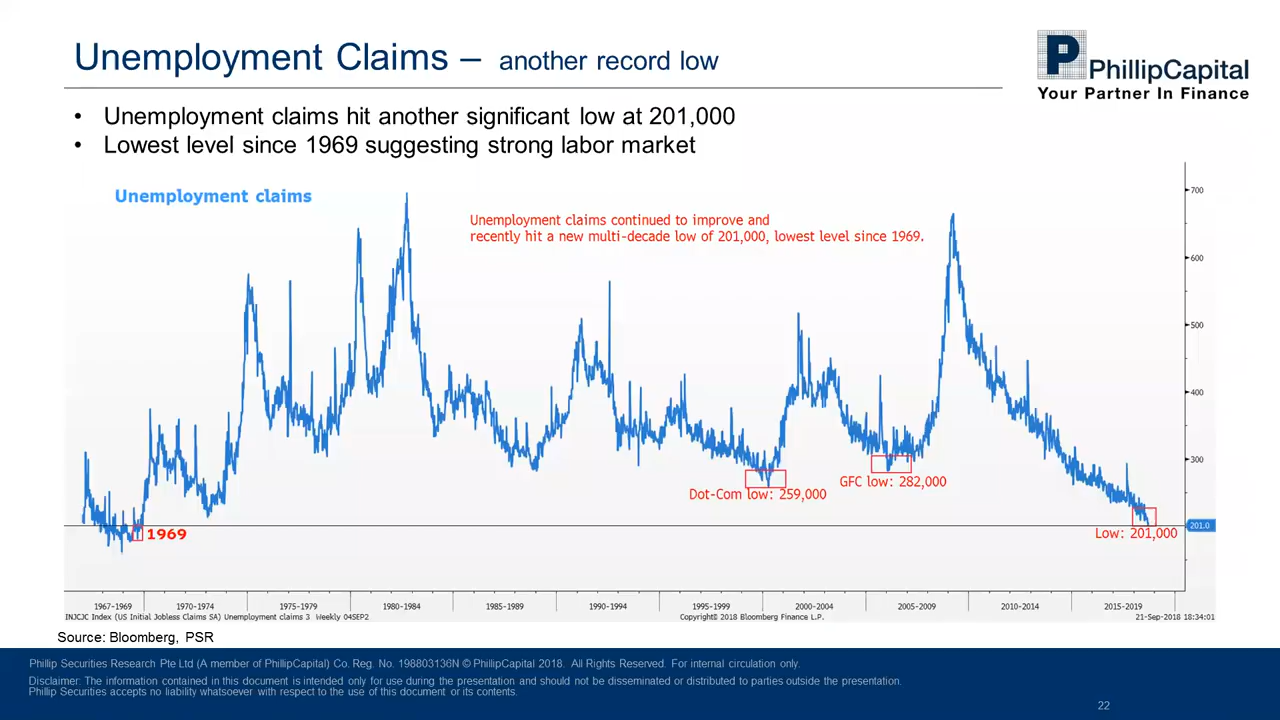 Unemployment Claims – another record low
P
PhillipCapital
Your Partner In Finance
• Unemployment claims hit another significant low at 201,000
• Lowest level since 1969 suggesting strong labor market
Unemployment claims
Unemployment claims continued to improve and
recently hit a new multi-decade low of 201,000, lowest level since 1969.
700
600
500
400
300
201.0
1969
Dot-Com low: 259,000
GFC low: 282,000
Low: 201,000
1967-1969 1970-1974 1975-1979 1980-1984 1985-1989 1990-1994 1995-1999 2000-2004 2005-2009 2010-2014 2015-2019
INJCJC Index (US Initial Jobless Claims SA) Unemployment claims 3 Weekly 04SEP2 Copyright© 2018 Bloomberg Finance L.P. 21-Sep-2018 18:34:01
Source: Bloomberg, PSR
Phillip Securities Research Pte Ltd (A member of PhillipCapital) Co. Reg. No. 198803136N © PhillipCapital 2018. All Rights Reserved. For internal circulation only.
Disclaimer: The information contained in this document is intended only for use during the presentation and should not be disseminated or distributed to parties outside the presentation.
Phillip Securities accepts no liability whatsoever with respect to the use of this document or its contents.
22